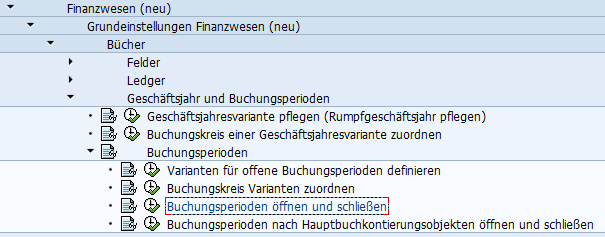 Finanzwesen (neu)
Grundeinstellungen Finanzwesen (neu)
Bücher
Felder
Ledger
Geschäftsjahr und Buchungsperioden
Geschäftsjahresvariante pflegen (Rumpfgeschäftsjahr pflegen)
Buchungskreis einer Geschäftsjahresvariante zuordnen
Buchungsperioden
Varianten für offene Buchungsperioden definieren
Buchungskreis Varianten zuordnen
Buchungsperioden öffnen und schließen
Buchungsperioden nach Hauptbuchkontierungsobjekten öffnen und schließen